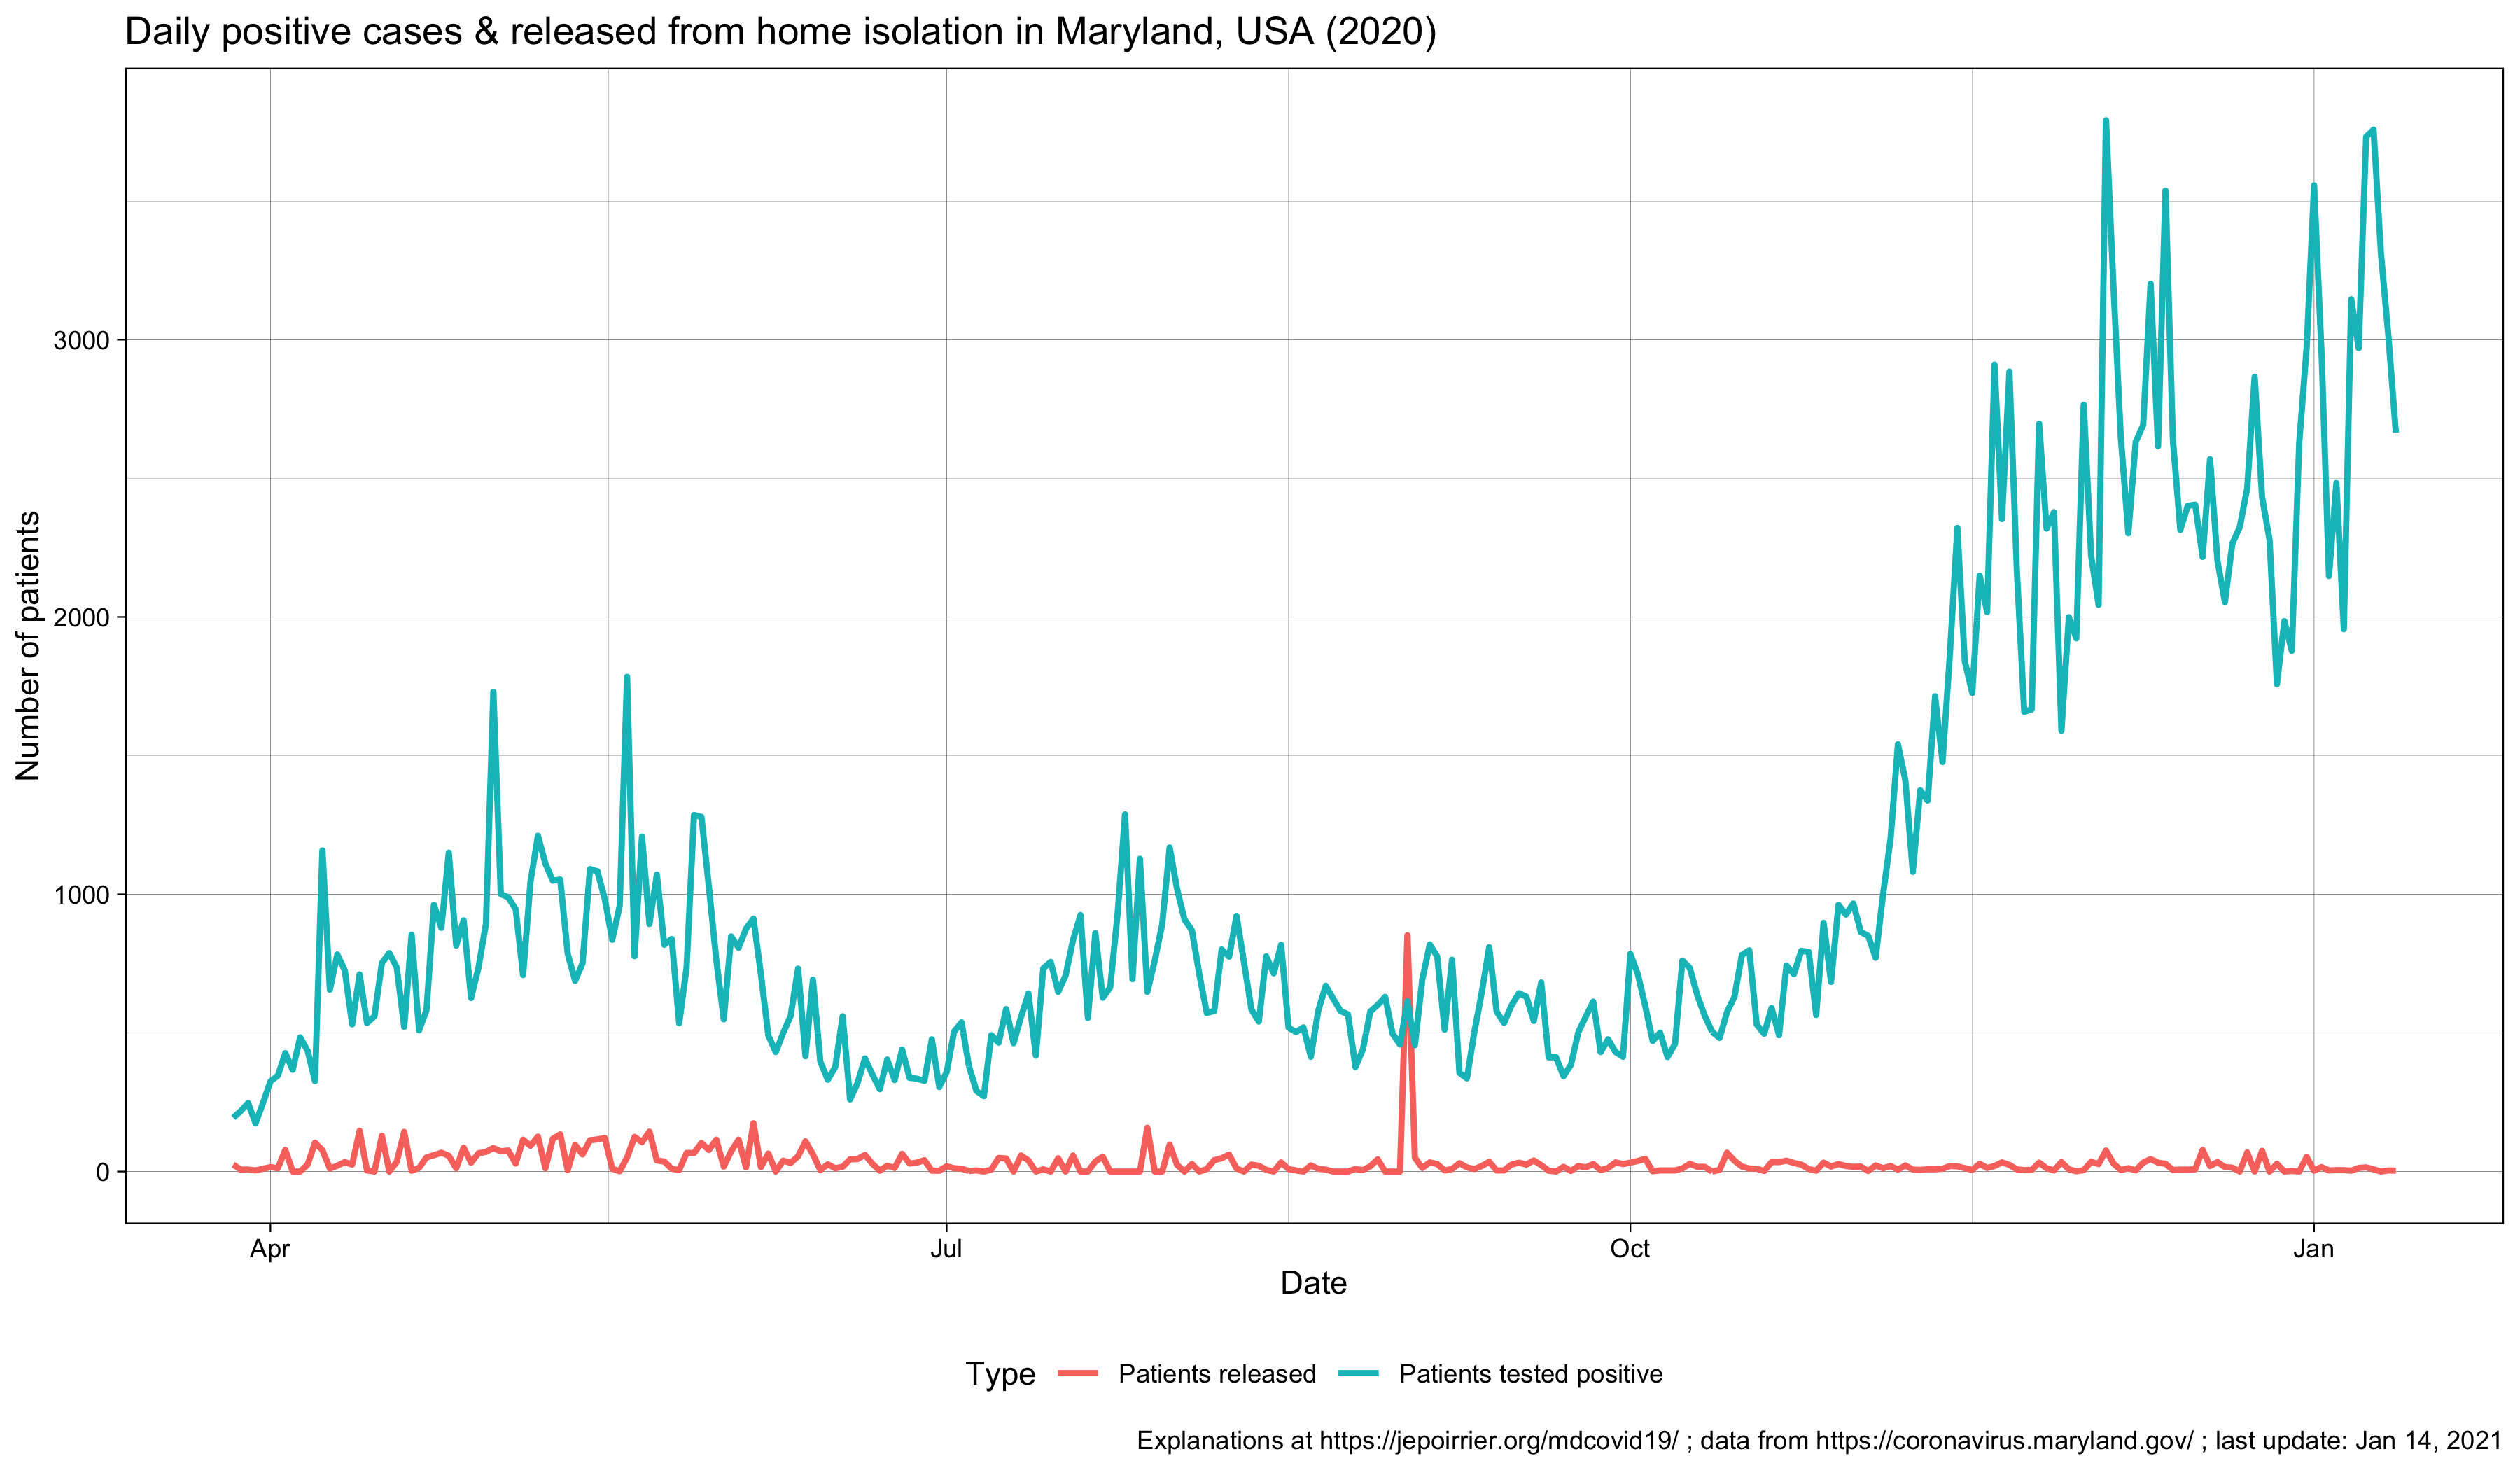 Daily positive cases & released from home isolation in Maryland, USA (2020)
Number of patients
3000
2000
1000
0
Apr Jul Oct Jan
Date
Type Patients released Patients tested positive
Explanations at https://jepoirrier.org/mdcovid19/ ; data from https://coronavirus.maryland.gov/ ; last update: Jan 14, 2021